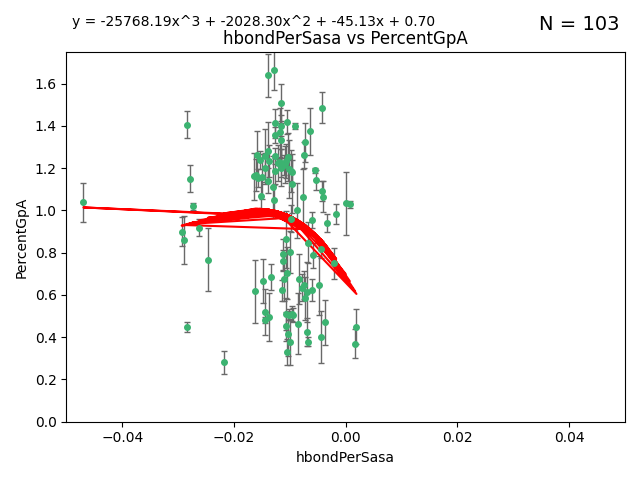 y = -25768.19x^3 + -2028.30x^2 + -45.13x + 0.70
N = 103
hbondPerSasa vs PercentGpA
PercentGpA
1.6
1.4
1.2
1.0
0.8
0.6
0.4
0.2
0.0
−0.04
−0.02
0.00
0.02
0.04
hbondPerSasa